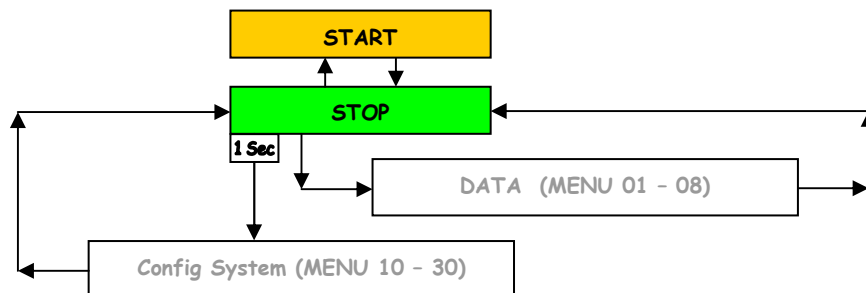 START
STOP
1 Sec
DATA (MENU 01 – 08)
Config System (MENU 10 – 30)